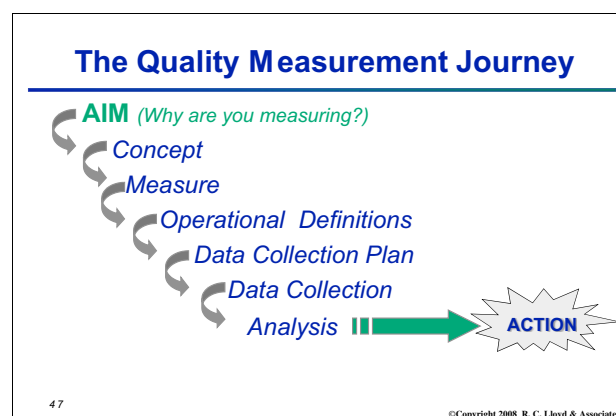 The Quality Measurement Journey
AIM (Why are you measuring?)
Concept
Measure
Operational Definitions
Data Collection Plan
Data Collection
Analysis
ACTION
47
©Copyright 2008 R. C. Lloyd & Associate